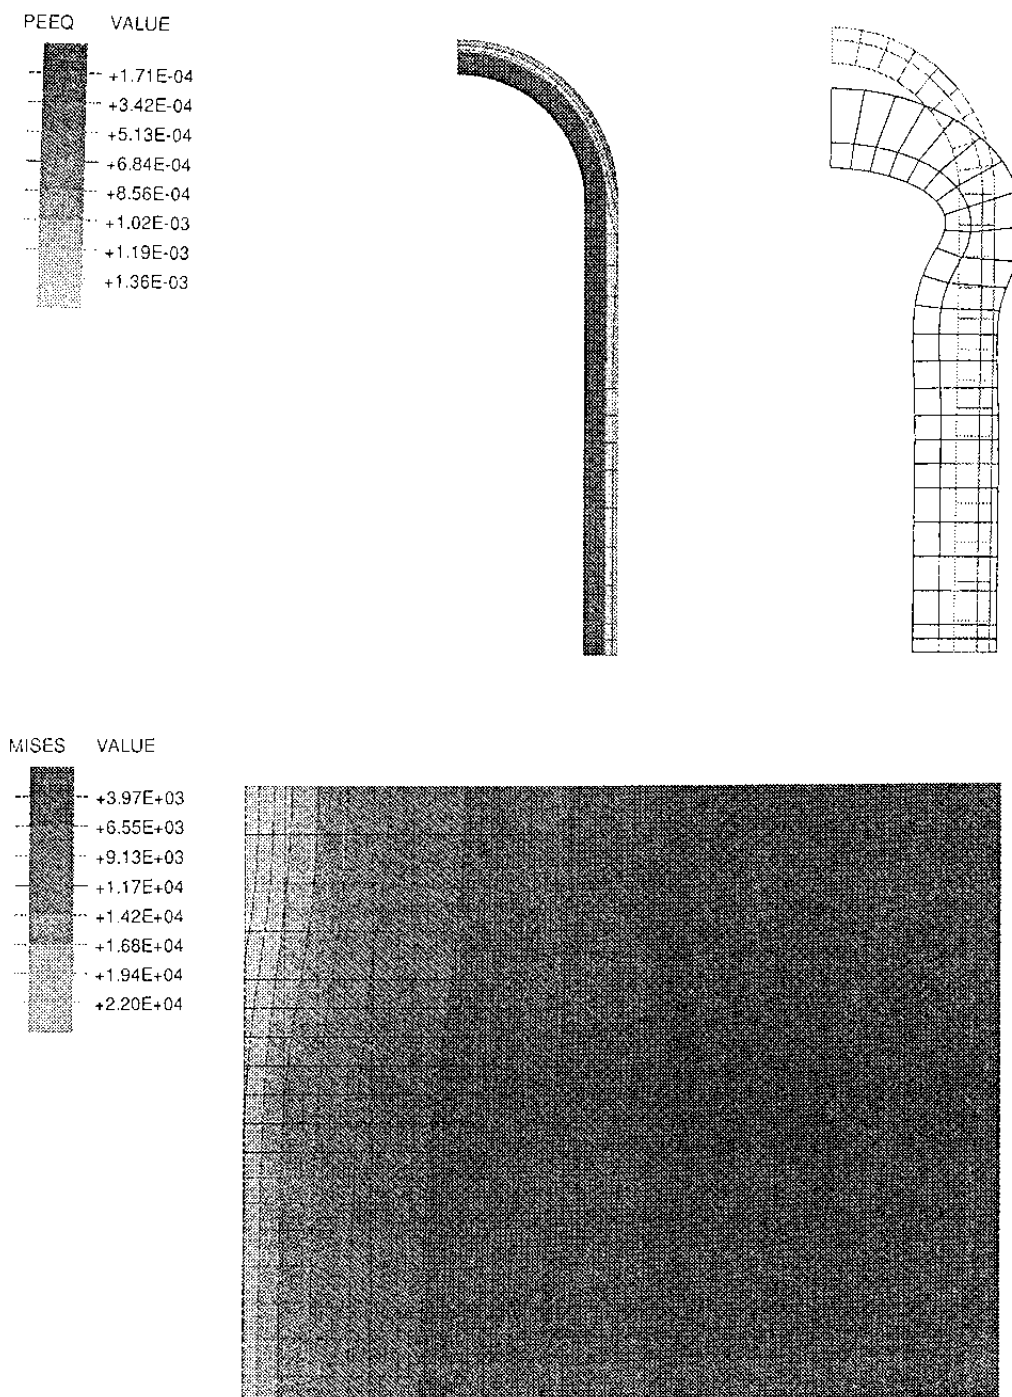 PEEQ VALUE
+1.71E-04
+3.42E-04
+5.13E-04
+6.84E-04
+8.56E-04
+1.02E-03
+1.19E-03
+1.36E-03
MISES VALUE
+3.97E+03
+6.55E+03
+9.13E+03
+1.17E+04
+1.42E+04
+1.68E+04
+1.94E+04
+2.20E+04